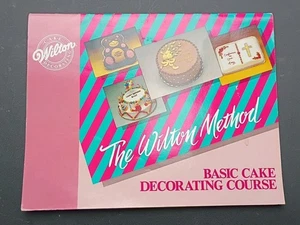 Wilton
The Wilton Method
BASIC CAKE
DECORATING COURSE